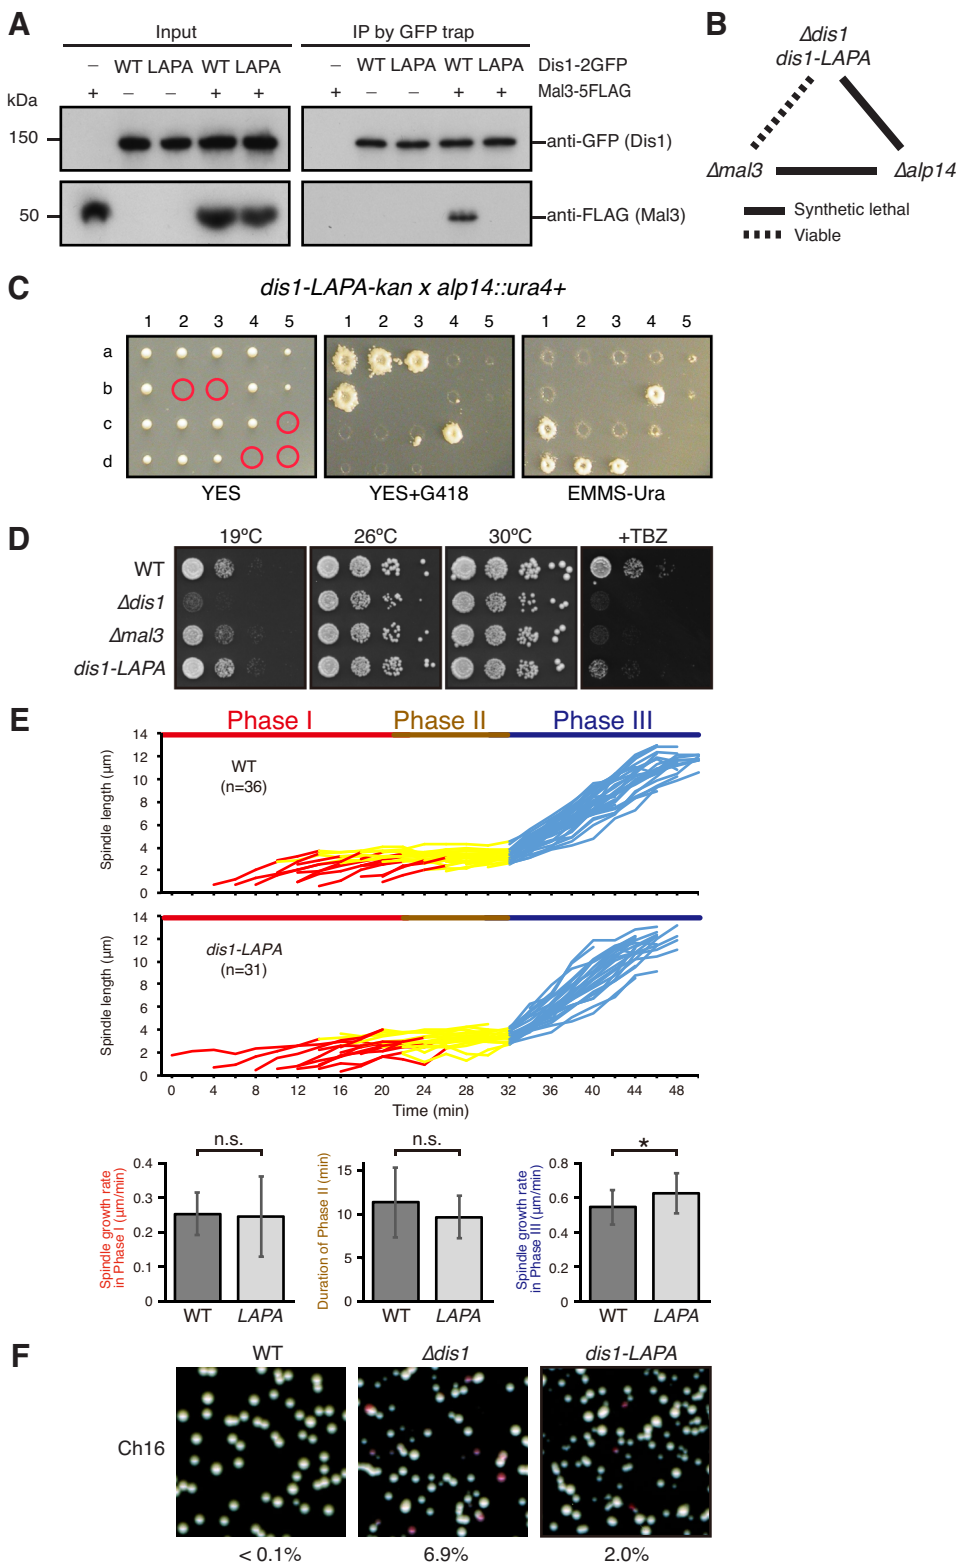 A
Input
IP by GFP trap
– WT LAPA WT LAPA – WT LAPA WT LAPA Dis1-2GFP
+ – – + + + – – + + Mal3-5FLAG
kDa
150
anti-GFP (Dis1)
50
anti-FLAG (Mal3)
B
Δdis1
dis1-LAPA
Δmal3
Δalp14
Synthetic lethal
Viable
C
dis1-LAPA-kan x alp14::ura4+
1 2 3 4 5 1 2 3 4 5 1 2 3 4 5
a
b
c
d
YES
YES+G418
EMMS-Ura
D
19ºC 26ºC 30ºC +TBZ
WT
Δdis1
Δmal3
dis1-LAPA
E
Phase I Phase II Phase III
Spindle length (μm)
14
12
10
8
6
4
2
0
WT
(n=36)
Spindle length (μm)
14
12
10
8
6
4
2
0
dis1-LAPA
(n=31)
0 4 8 12 16 20 24 28 32 36 40 44 48
Time (min)
Spindle growth rate
in Phase I (μm/min)
0.4
0.3
0.2
0.1
0
n.s.
WT LAPA
Duration of Phase II (min)
15
10
5
0
n.s.
WT LAPA
Spindle growth rate
in Phase III (μm/min)
0.8
0.6
0.4
0.2
0
*
WT LAPA
F
WT Δdis1 dis1-LAPA
Ch16
< 0.1% 6.9% 2.0%